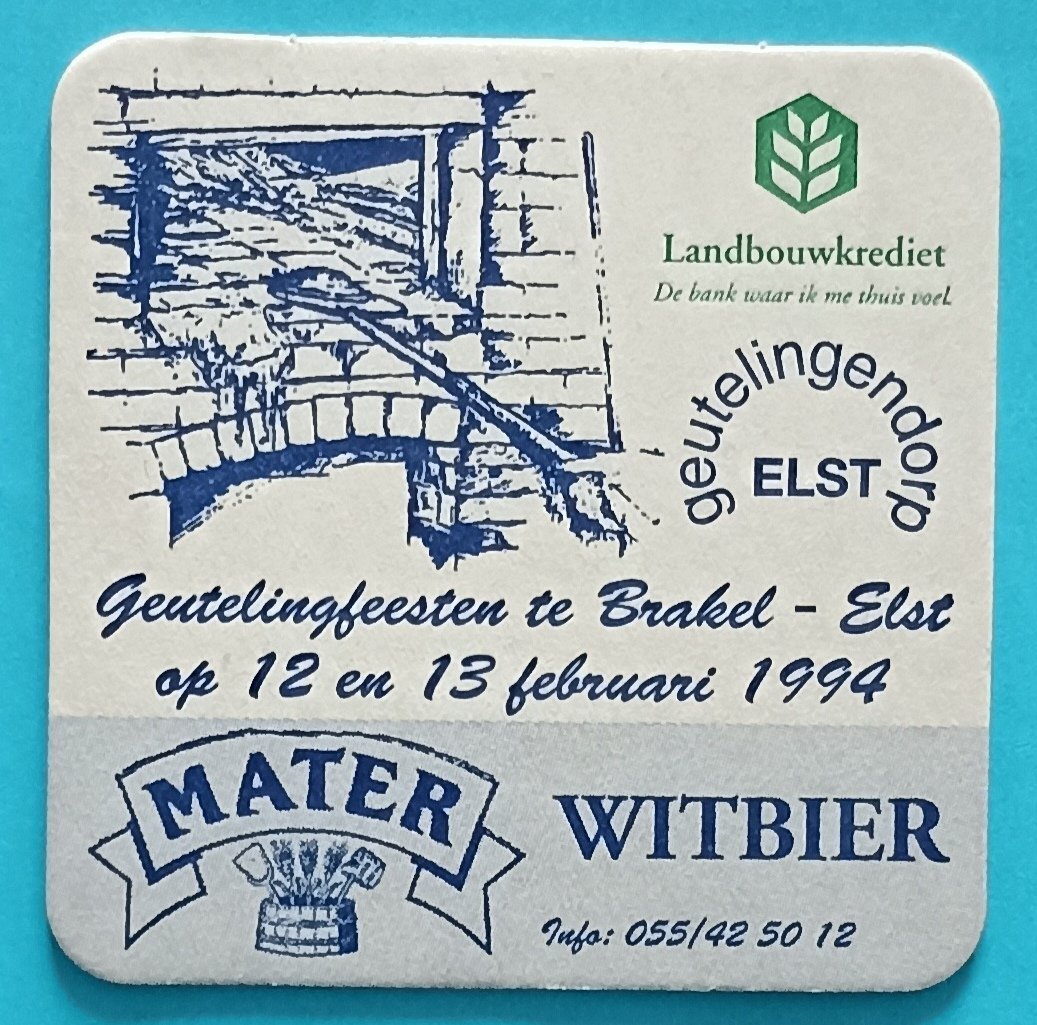 Landbouwkrediet
De bank waar ik me thuis voel.
geutelingendorp
ELST
Geutelingfeesten te Brakel - Elst
op 12 en 13 februari 1994
MATER
WITBIER
Info: 055/42 50 12